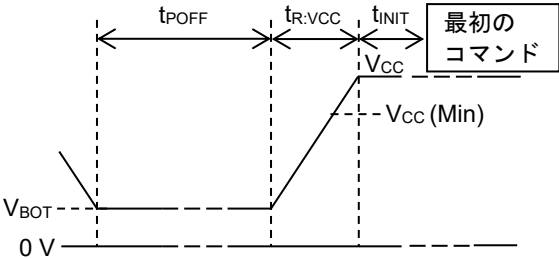 tPOFF
tR:VCC
tINIT
最初の
コマンド
VCC
VCC (Min)
VBOT
0 V